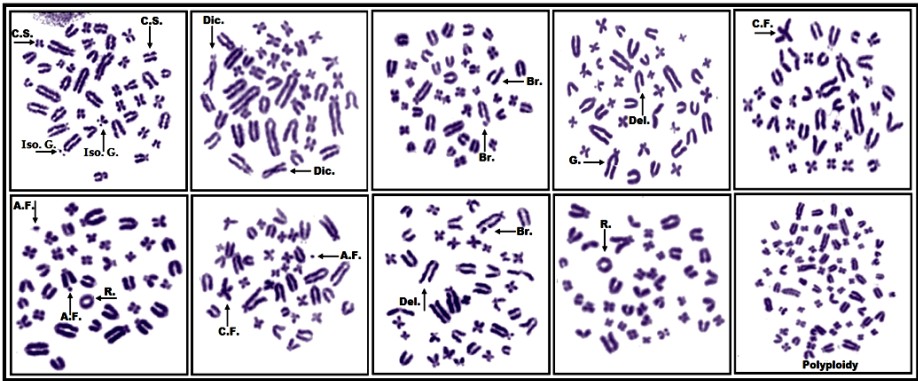 C.S.
C.S.
Iso. G.
Iso. G.
Dic.
Dic.
Br.
Br.
Del.
G.
C.F.
A.F.
A.F.
R.
C.F.
A.F.
Br.
Del.
R.
Polyploidy